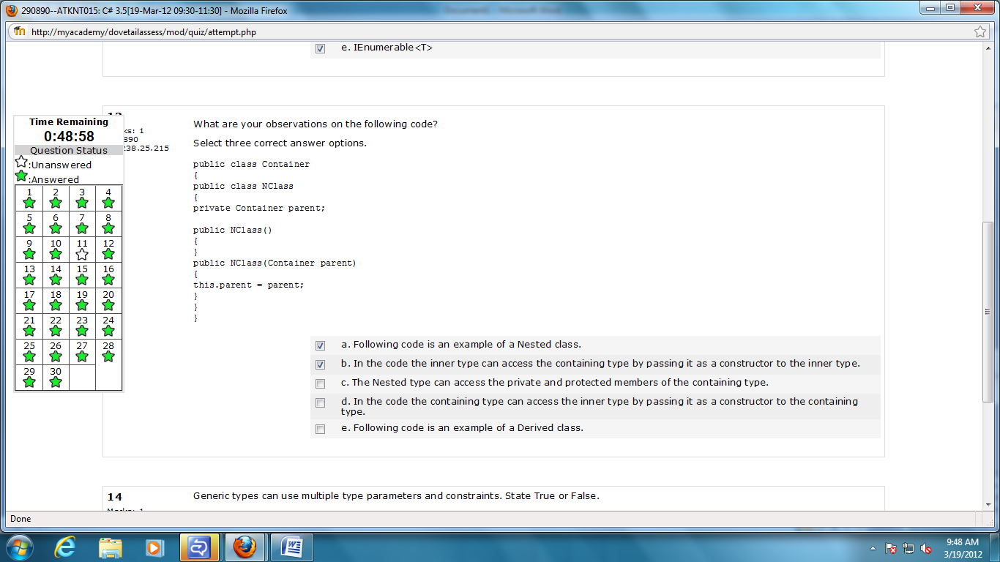 290890--ATKNT015: C# 3.5[19-Mar-12 09:30-11:30] - Mozilla Firefox
http://myacademy/dovetailassess/mod/quiz/attempt.php
e. IEnumerable<T>
Time Remaining
0:48:58
Question Status
:Unanswered
:Answered
1 2 3 4
5 6 7 8
9 10 11 12
13 14 15 16
17 18 19 20
21 22 23 24
25 26 27 28
29 30
ks: 1
890
238.25.215
What are your observations on the following code?
Select three correct answer options.
public class Container
{
public class NClass
{
private Container parent;
public NClass()
{
}
public NClass(Container parent)
{
this.parent = parent;
}
}
}
a. Following code is an example of a Nested class.
b. In the code the inner type can access the containing type by passing it as a constructor to the inner type.
c. The Nested type can access the private and protected members of the containing type.
d. In the code the containing type can access the inner type by passing it as a constructor to the containing
type.
e. Following code is an example of a Derived class.
14
Generic types can use multiple type parameters and constraints. State True or False.
Done
9:48 AM
3/19/2012